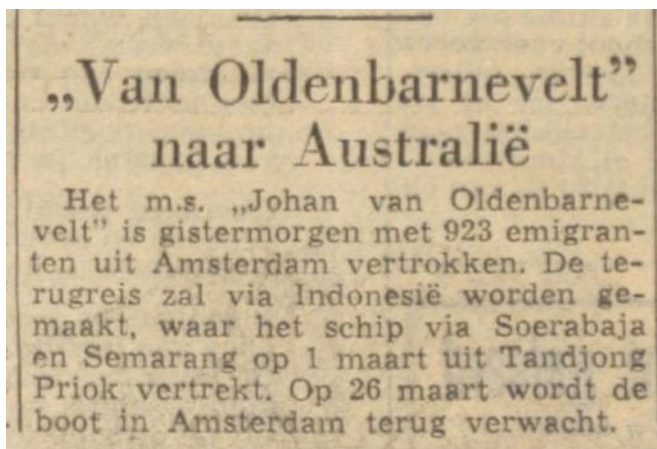 „Van Oldenbarnevelt”
naar Australië
Het m.s. „Johan van Oldenbarne-
velt” is gistermorgen met 923 emigran-
ten uit Amsterdam vertrokken. De te-
rugreis zal via Indonesië worden ge-
maakt, waar het schip via Soerabaja
en Semarang op 1 maart uit Tandjong
Priok vertrekt. Op 26 maart wordt de
boot in Amsterdam terug verwacht.